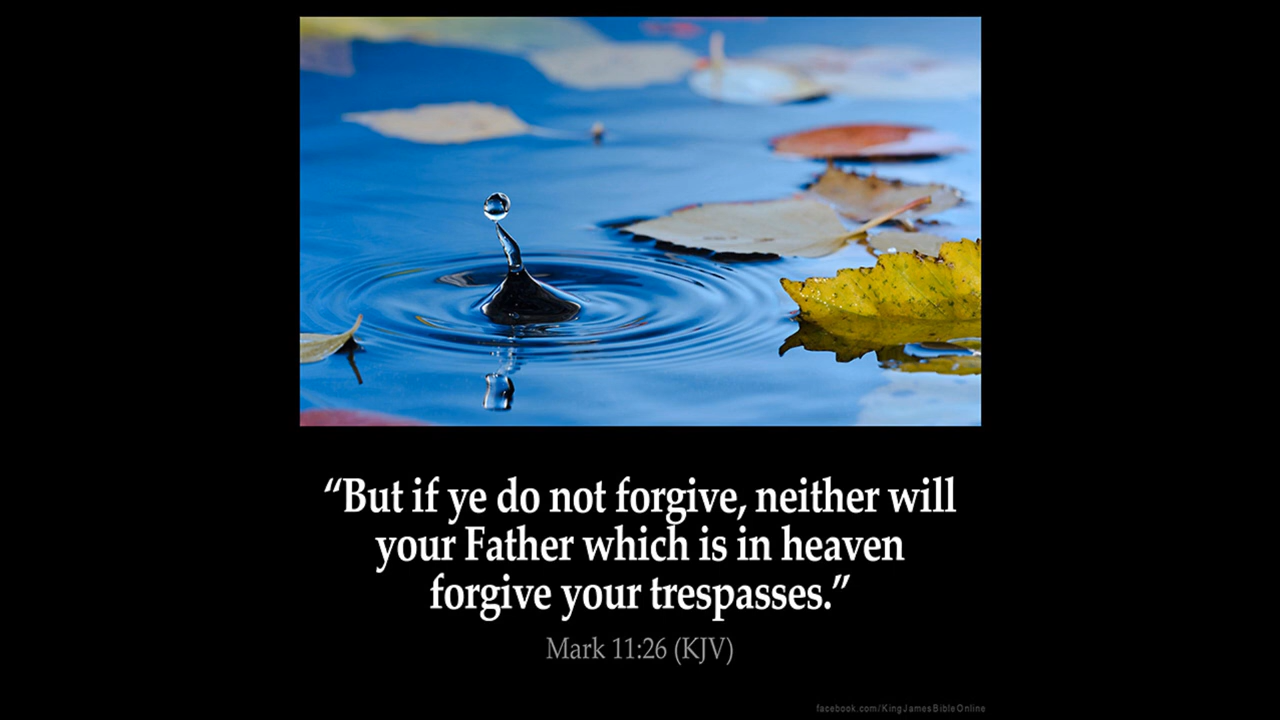 “But if ye do not forgive, neither will
your Father which is in heaven
forgive your trespasses.”
Mark 11:26 (KJV)
facebook.com/KingJamesBibleOnline